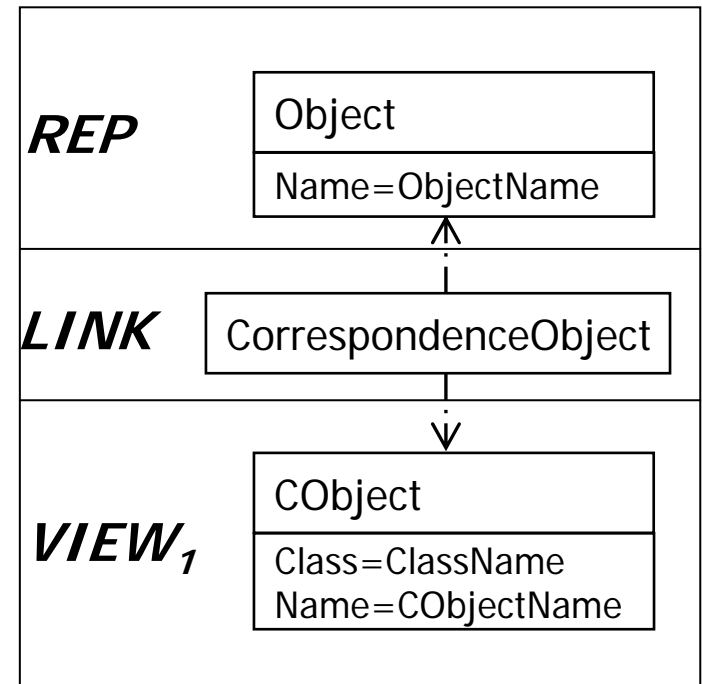 REP
Object
Name=ObjectName
LINK
CorrespondenceObject
VIEW₁
CObject
Class=ClassName
Name=CObjectName